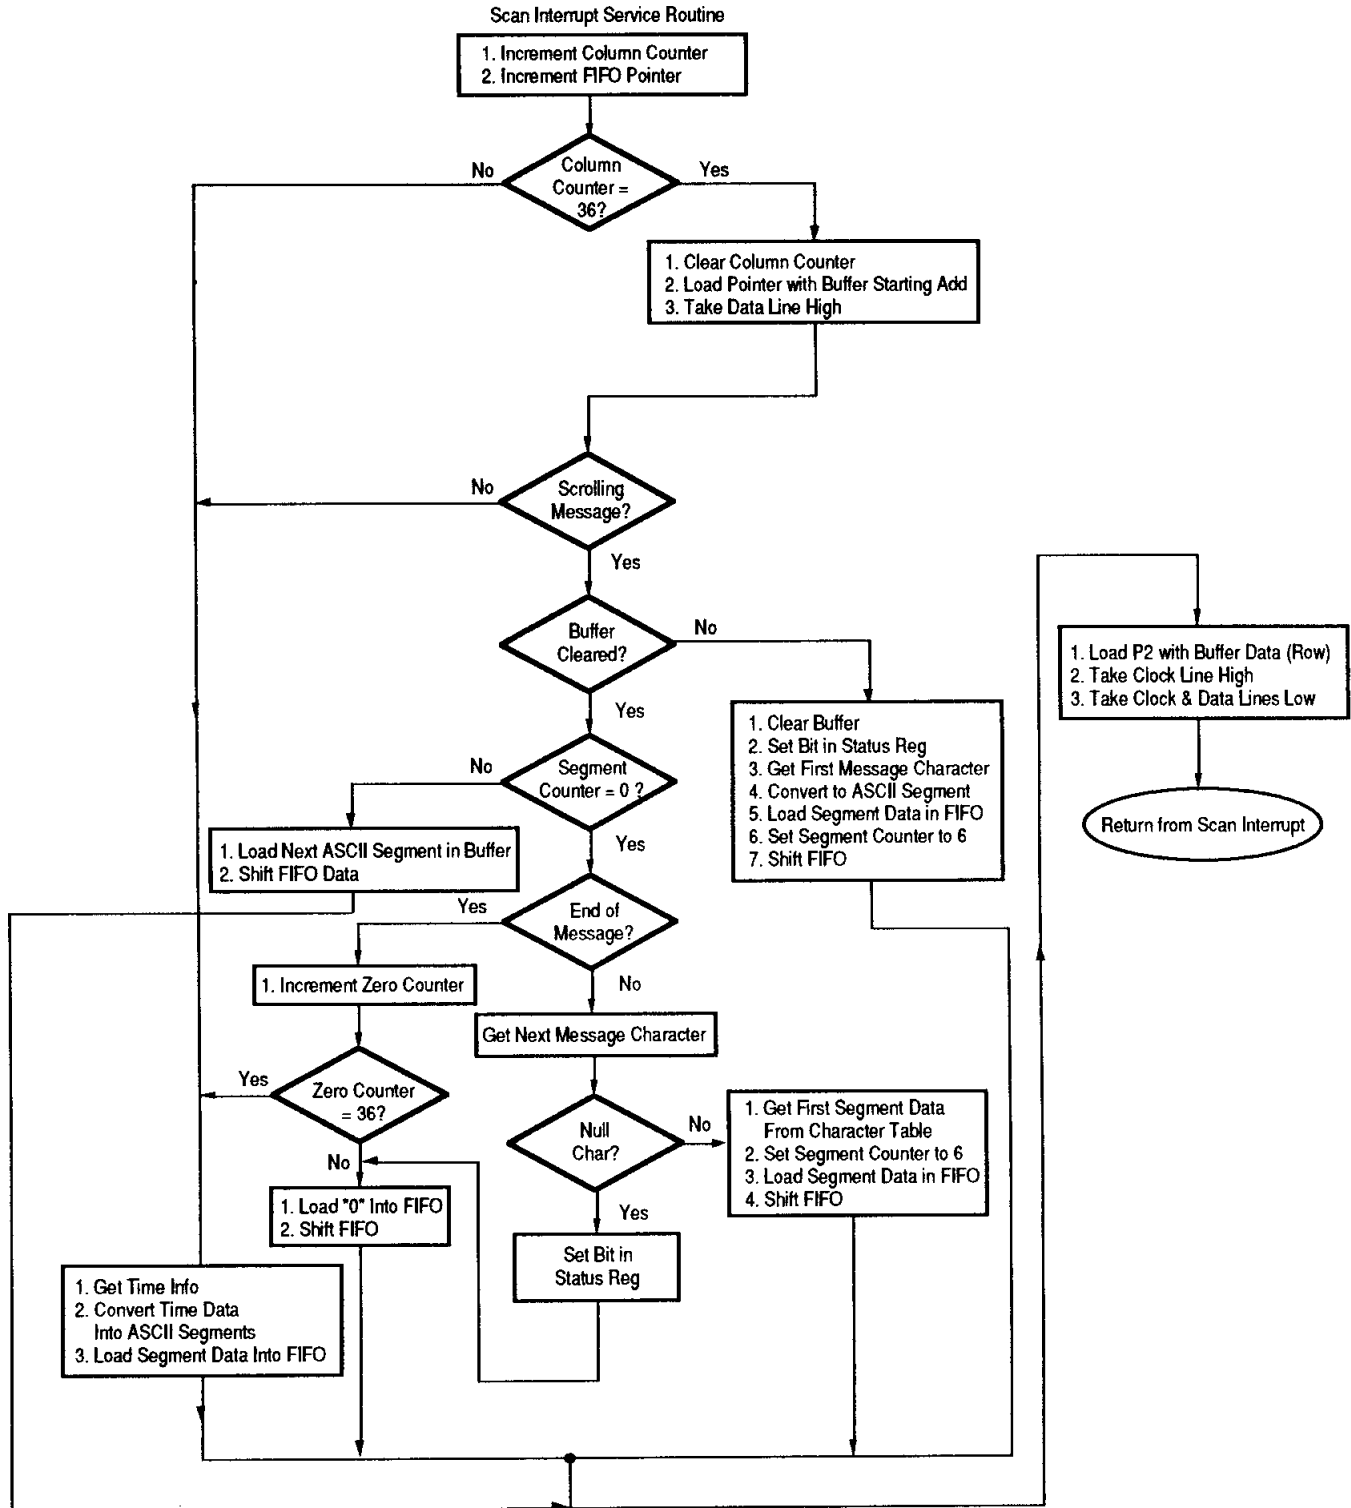 Scan Interrupt Service Routine
1. Increment Column Counter
2. Increment FIFO Pointer
Column
Counter =
36?
No
Yes
1. Clear Column Counter
2. Load Pointer with Buffer Starting Add
3. Take Data Line High
Scrolling
Message?
No
Yes
Buffer
Cleared?
No
Yes
1. Load P2 with Buffer Data (Row)
2. Take Clock Line High
3. Take Clock & Data Lines Low
Return from Scan Interrupt
1. Clear Buffer
2. Set Bit in Status Reg
3. Get First Message Character
4. Convert to ASCII Segment
5. Load Segment Data in FIFO
6. Set Segment Counter to 6
7. Shift FIFO
Segment
Counter = 0 ?
No
Yes
1. Load Next ASCII Segment in Buffer
2. Shift FIFO Data
End of
Message?
Yes
No
1. Increment Zero Counter
Get Next Message Character
Zero Counter
= 36?
Yes
No
Null
Char?
No
Yes
1. Get First Segment Data
From Character Table
2. Set Segment Counter to 6
3. Load Segment Data in FIFO
4. Shift FIFO
1. Load "0" Into FIFO
2. Shift FIFO
Set Bit in
Status Reg
1. Get Time Info
2. Convert Time Data
Into ASCII Segments
3. Load Segment Data Into FIFO